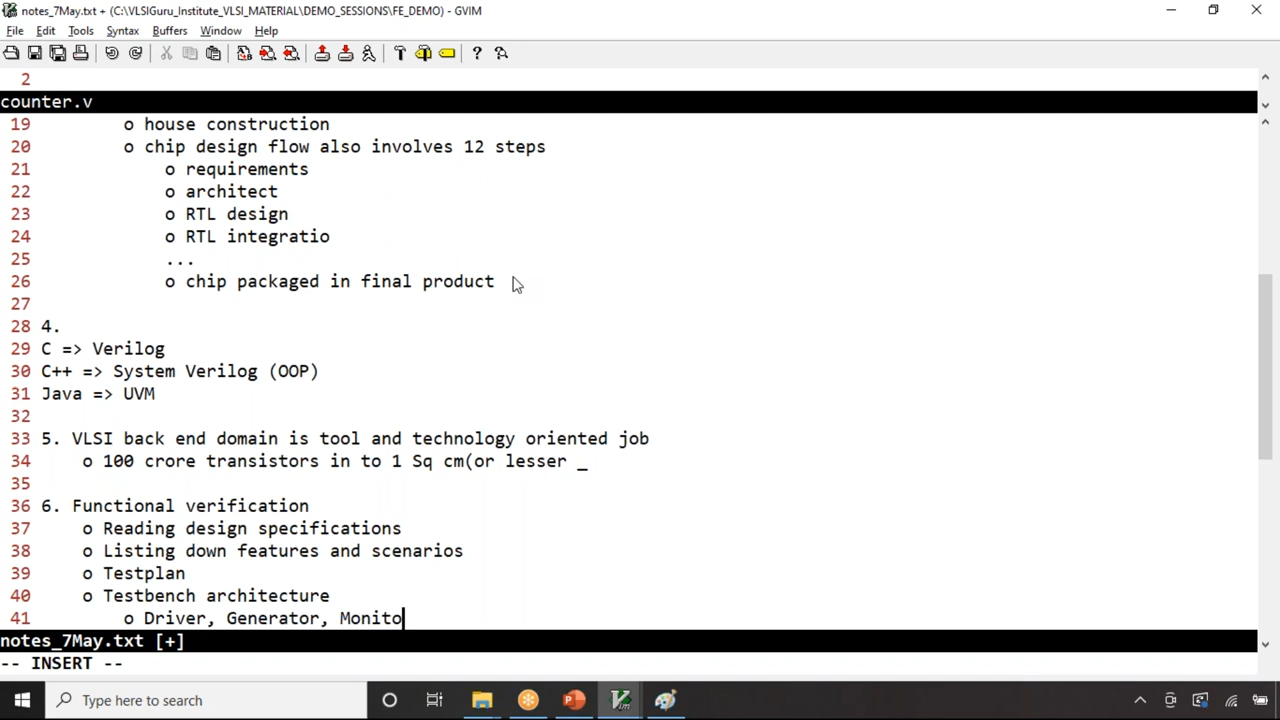 notes_7May.txt + (C:\VLSIGuru_Institute_VLSI_MATERIAL\DEMO_SESSIONS\FE_DEMO) - GVIM
File Edit Tools Syntax Buffers Window Help
2
counter.v
19 o house construction
20 o chip design flow also involves 12 steps
21 o requirements
22 o architect
23 o RTL design
24 o RTL integratio
25 ...
26 o chip packaged in final product
27
28 4.
29 C => Verilog
30 C++ => System Verilog (OOP)
31 Java => UVM
32
33 5. VLSI back end domain is tool and technology oriented job
34 o 100 crore transistors in to 1 Sq cm(or lesser _
35
36 6. Functional verification
37 o Reading design specifications
38 o Listing down features and scenarios
39 o Testplan
40 o Testbench architecture
41 o Driver, Generator, Monito
notes_7May.txt [+]
-- INSERT --
Type here to search